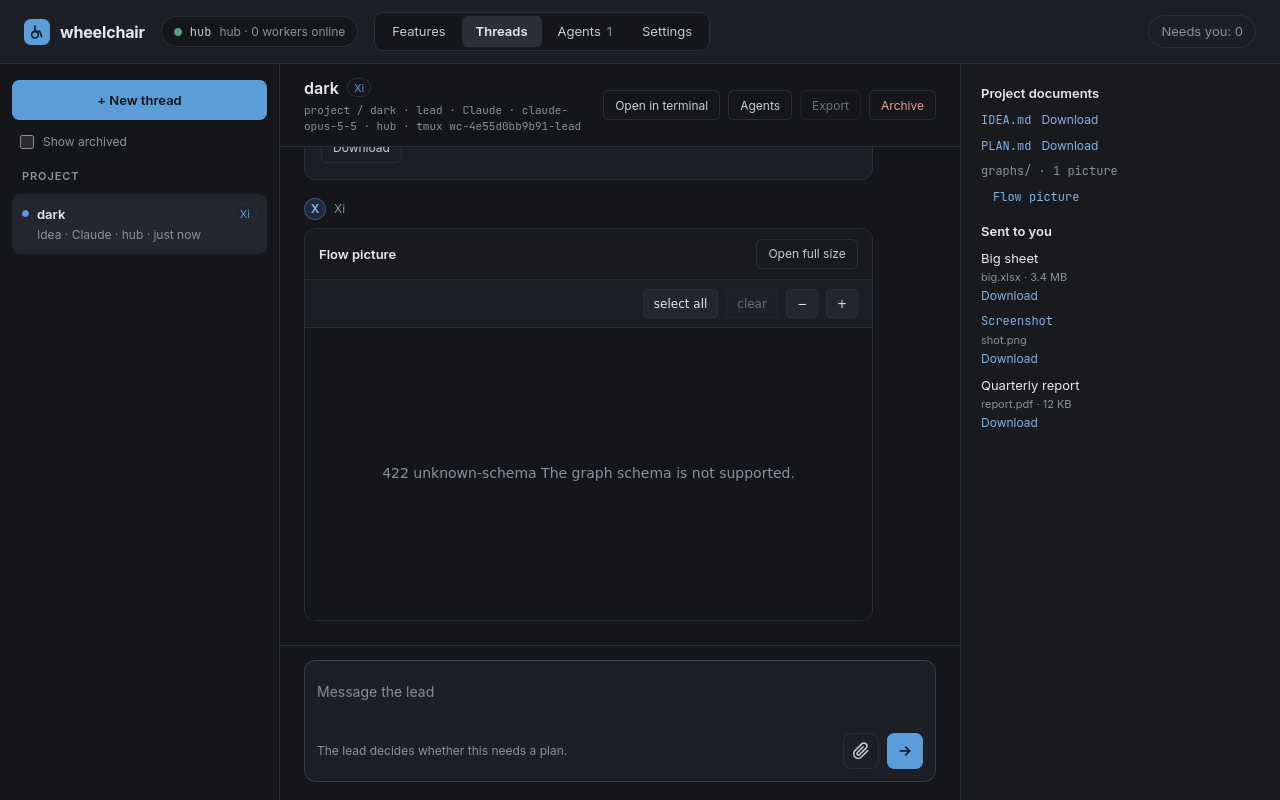 wheelchair
hub hub · 0 workers online
Features
Threads
Agents 1
Settings
Needs you: 0
+ New thread
Show archived
PROJECT
dark Xi
Idea · Claude · hub · just now
dark Xi
project / dark · lead · Claude · claude-
opus-5-5 · hub · tmux wc-4e55d0bb9b91-lead
Open in terminal
Agents
Export
Archive
Download
X Xi
Flow picture
Open full size
select all
clear
−
+
422 unknown-schema The graph schema is not supported.
Message the lead
The lead decides whether this needs a plan.
Project documents
IDEA.md Download
PLAN.md Download
graphs/ · 1 picture
Flow picture
Sent to you
Big sheet
big.xlsx · 3.4 MB
Download
Screenshot
shot.png
Download
Quarterly report
report.pdf · 12 KB
Download